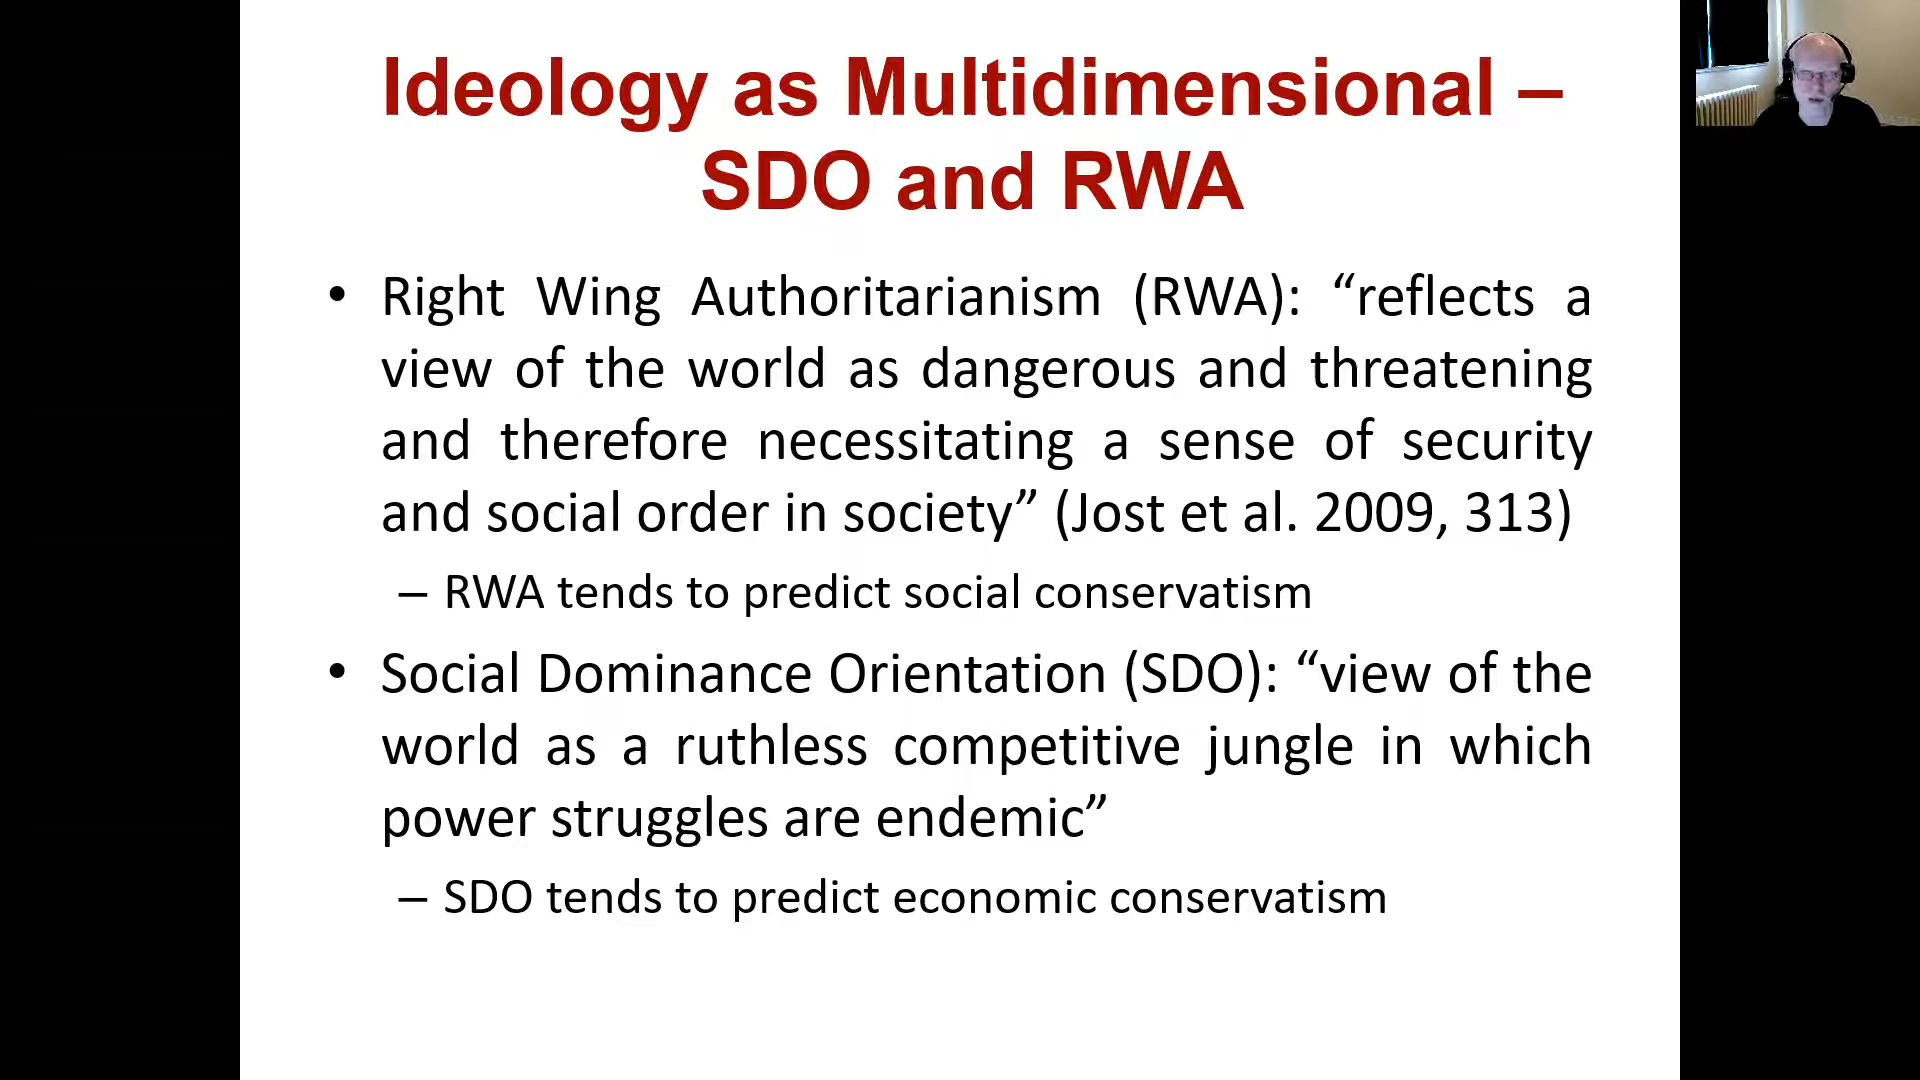 Ideology as Multidimensional –
SDO and RWA
• Right Wing Authoritarianism (RWA): “reflects a
view of the world as dangerous and threatening
and therefore necessitating a sense of security
and social order in society” (Jost et al. 2009, 313)
– RWA tends to predict social conservatism
• Social Dominance Orientation (SDO): “view of the
world as a ruthless competitive jungle in which
power struggles are endemic”
– SDO tends to predict economic conservatism